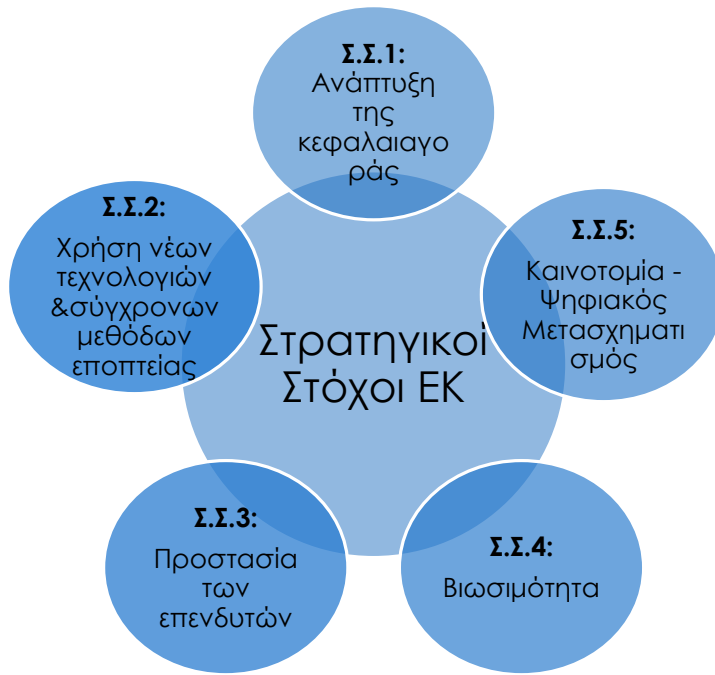 Σ.Σ.1:
Ανάπτυξη
της
κεφαλαιαγο
ράς
Σ.Σ.2:
Χρήση νέων
τεχνολογιών
&σύγχρονων
μεθόδων
εποπτείας
Σ.Σ.5:
Καινοτομία -
Ψηφιακός
Μετασχηματι
σμός
Στρατηγικοί
Στόχοι ΕΚ
Σ.Σ.3:
Προστασία
των
επενδυτών
Σ.Σ.4:
Βιωσιμότητα